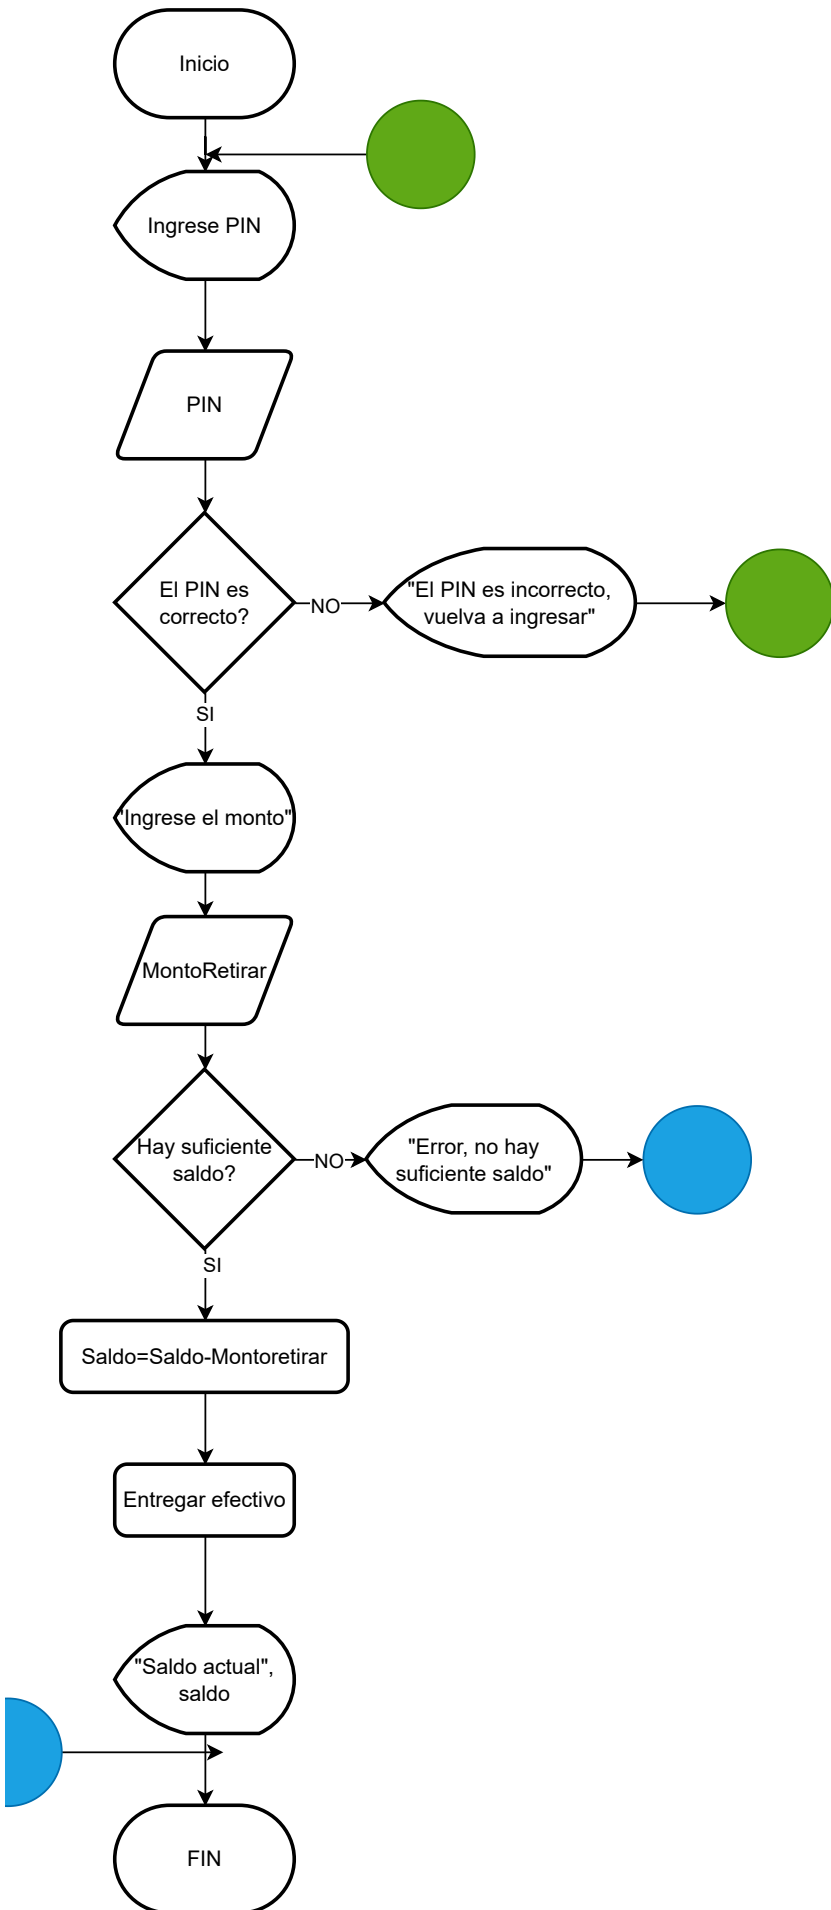 Inicio
Ingrese PIN
PIN
El PIN es
correcto?
NO
"El PIN es incorrecto,
vuelva a ingresar"
SI
"Ingrese el monto"
MontoRetirar
Hay suficiente
saldo?
NO
"Error, no hay
suficiente saldo"
SI
Saldo=Saldo-Montoretirar
Entregar efectivo
"Saldo actual",
saldo
FIN